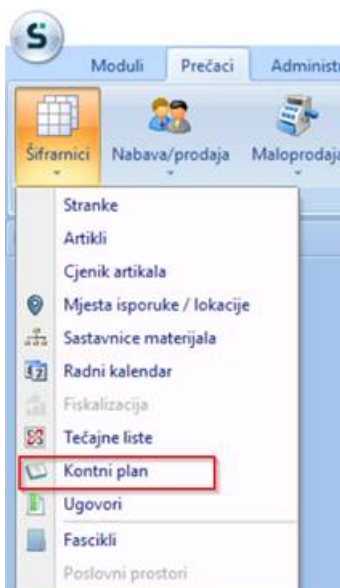 S
Moduli Prečaci Administr
Šiframici Nabava/prodaja Maloprodaja
Stranke
Artikli
Cjenik artikala
Mjesta isporuke / lokacije
Sastavnice materijala
Radni kalendar
Fiskalizacija
Tečajne liste
Kontni plan
Ugovori
Fascikli
Poslovni prostori